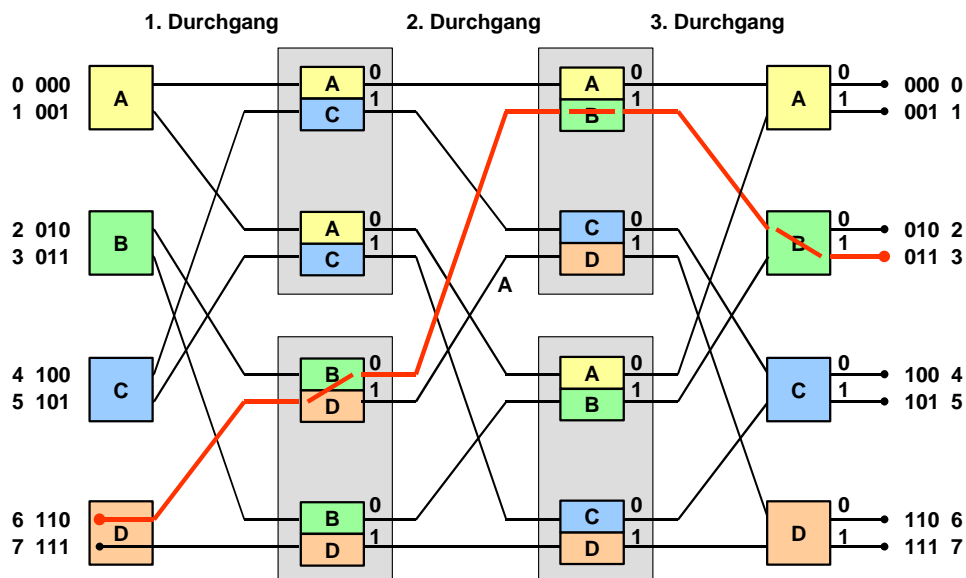 1. Durchgang 2. Durchgang 3. Durchgang
0 000 A A 0 A 0 A 0 000 0
1 001 C 1 B 1 1 001 1
2 010 B A 0 C 0 B 0 010 2
3 011 C 1 D 1 1 011 3
A
4 100 C B 0 A 0 C 0 100 4
5 101 D 1 B 1 1 101 5
6 110 D B 0 C 0 D 0 110 6
7 111 D 1 D 1 1 111 7